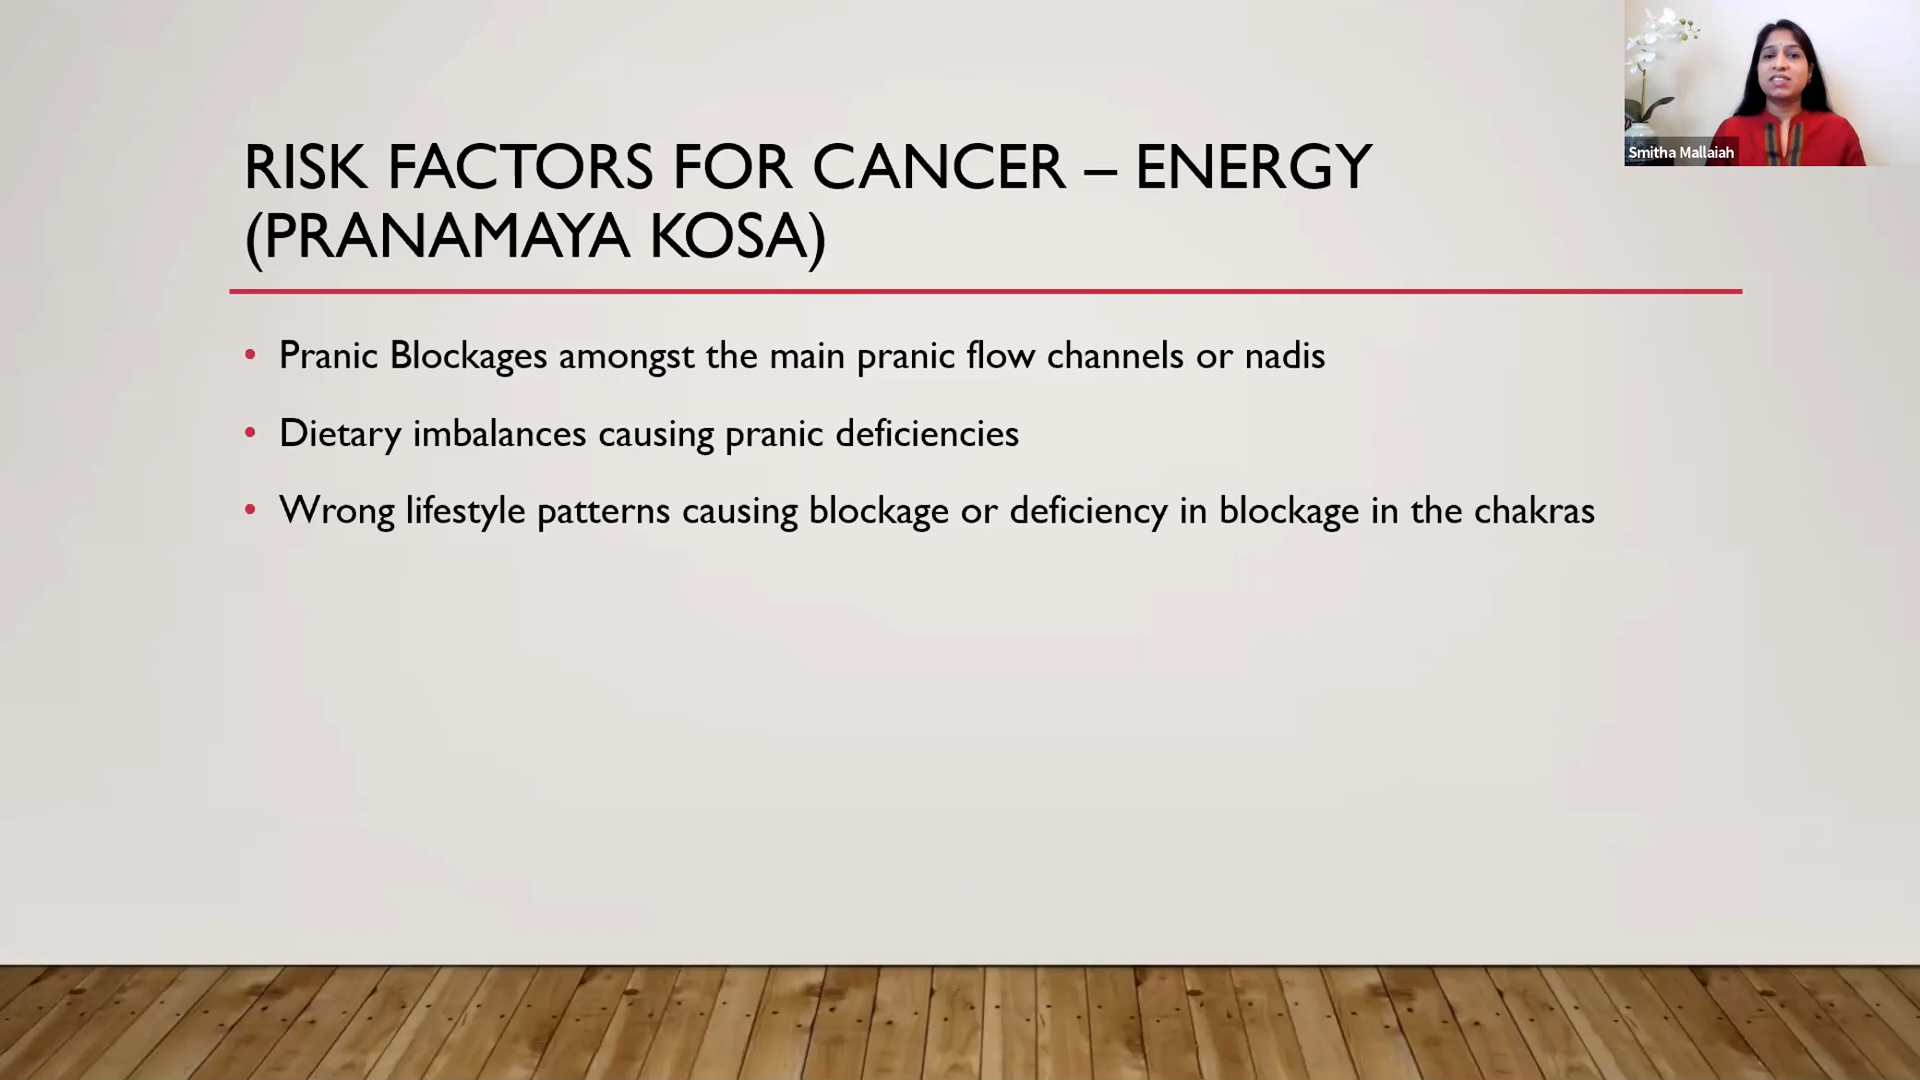 RISK FACTORS FOR CANCER – ENERGY
(PRANAMAYA KOSA)
• Pranic Blockages amongst the main pranic flow channels or nadis
• Dietary imbalances causing pranic deficiencies
• Wrong lifestyle patterns causing blockage or deficiency in blockage in the chakras
Smitha Mallaiah